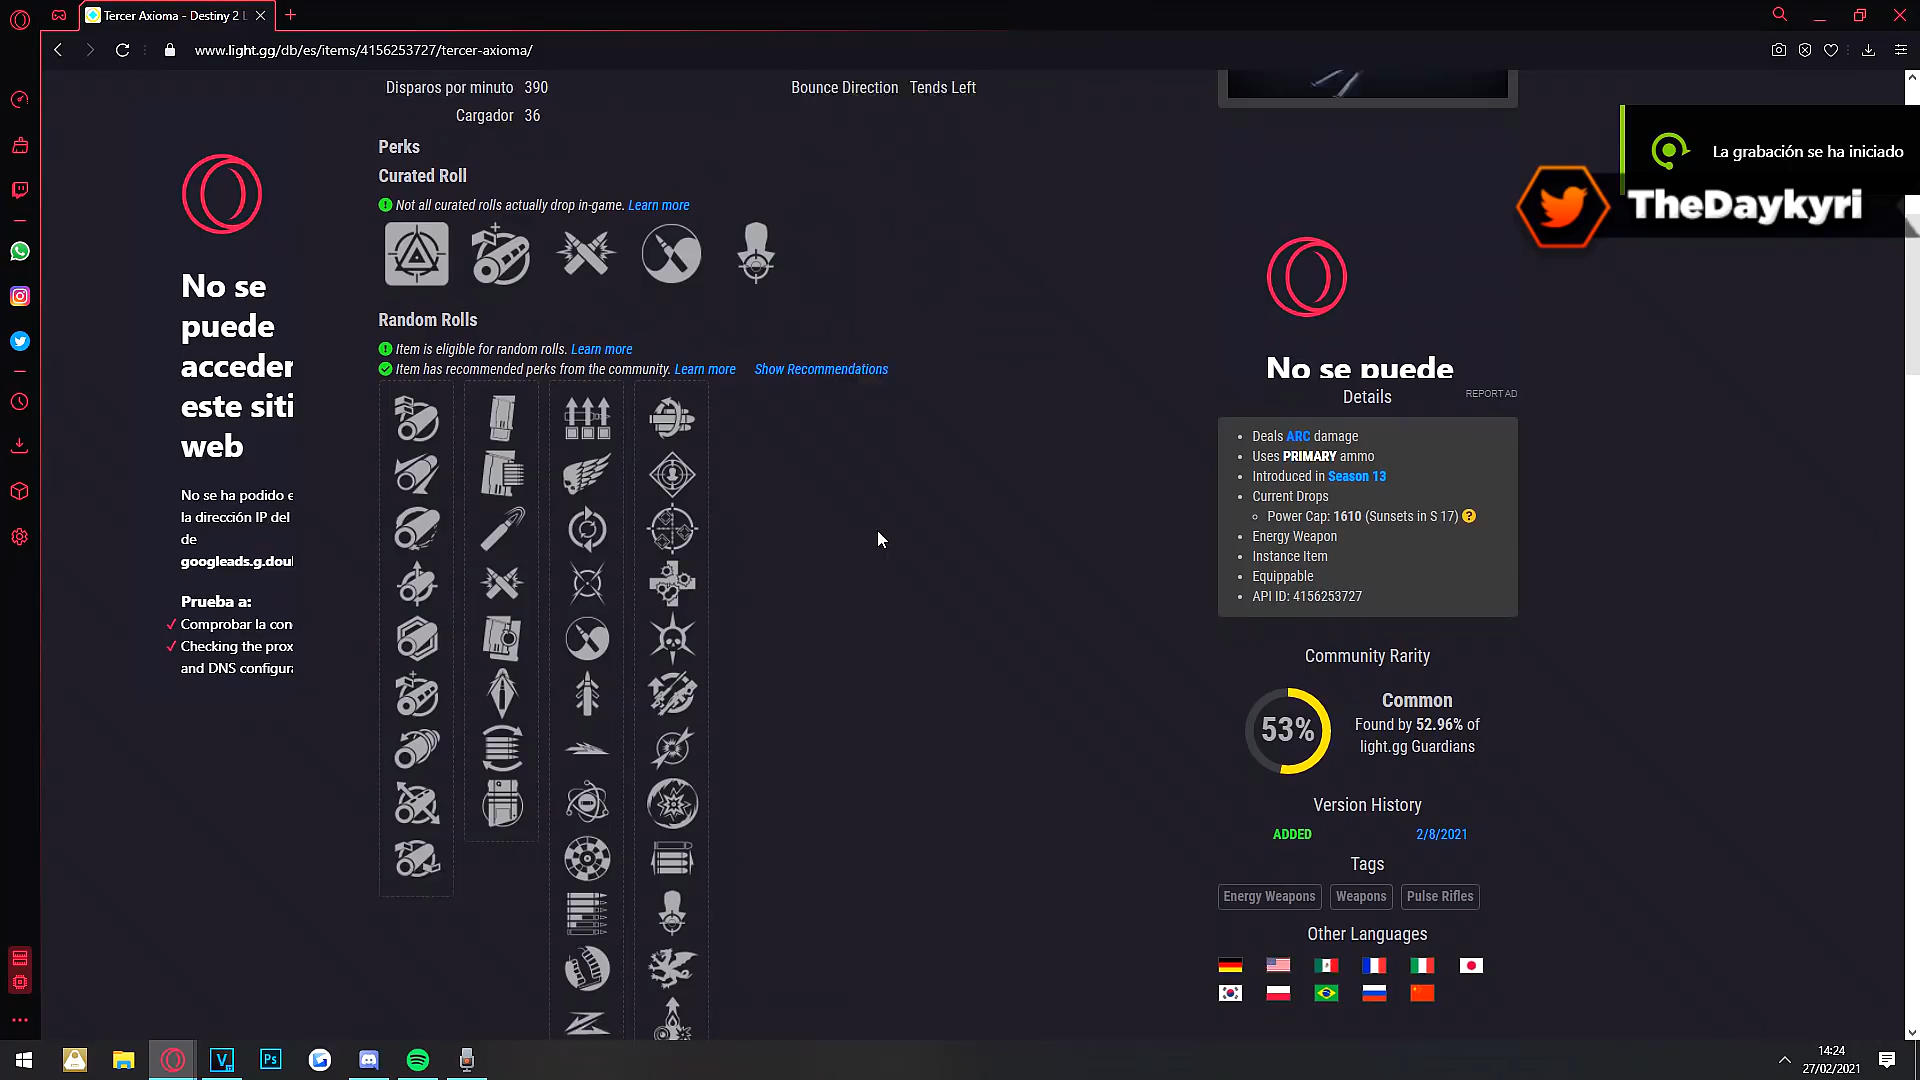 Tercer Axioma - Destiny 2 L
www.light.gg/db/es/items/4156253727/tercer-axioma/
Disparos por minuto 390
Cargador 36
Bounce Direction Tends Left
Perks
Curated Roll
Not all curated rolls actually drop in-game. Learn more
Random Rolls
Item is eligible for random rolls. Learn more
Item has recommended perks from the community. Learn more Show Recommendations
No se
puede
acceder
este siti
web
No se ha podido e
la dirección IP del
de
googleads.g.doul
Prueba a:
Comprobar la con
Checking the prox
and DNS configura
La grabación se ha iniciado
TheDaykyri
No se puede
REPORT AD
Details
Deals ARC damage
Uses PRIMARY ammo
Introduced in Season 13
Current Drops
Power Cap: 1610 (Sunsets in S 17) ?
Energy Weapon
Instance Item
Equippable
API ID: 4156253727
Community Rarity
53%
Common
Found by 52.96% of
light.gg Guardians
Version History
ADDED 2/8/2021
Tags
Energy Weapons Weapons Pulse Rifles
Other Languages
Ps
14:24
27/02/2021